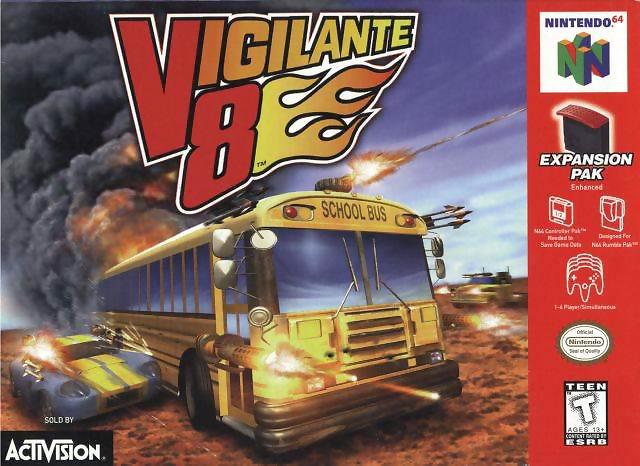 VIGILANTE
8
TM
SCHOOL BUS
SOLD BY
ACTIVISION.
NINTENDO 64
N
EXPANSION
PAK
Enhanced
N64 Controller Pak™
Needed to
Save Game Data
Designed For
N64 Rumble Pak™
1-4 Player/Simultaneous
Official
Nintendo
Seal of Quality
TEEN
T
AGES 13+
CONTENT RATED BY
ESRB